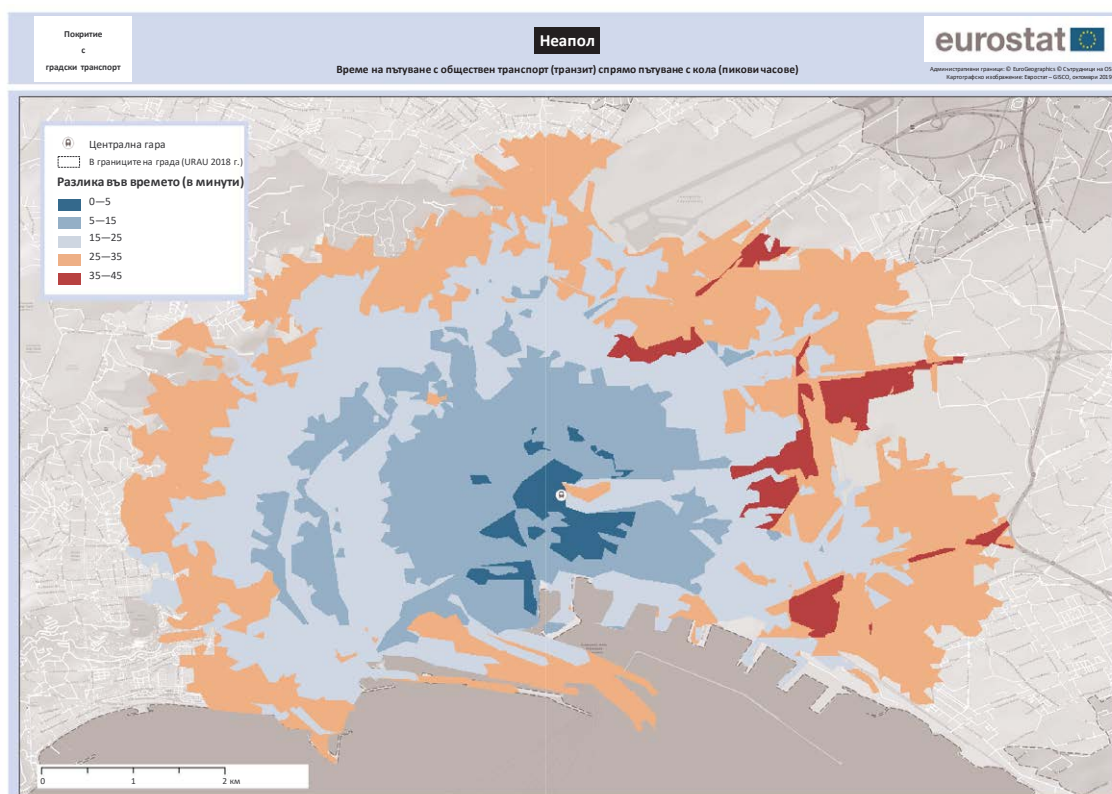 Покритие
с
градски транспорт
Неапол
Време на пътуване с обществен транспорт (транзит) спрямо пътуване с кола (пикови часове)
eurostat
Административни граници: © EuroGeographics © Сътрудници на OS
Картографско изображение: Евростат – GISCO, октомври 2019
Централна гара
В границите на града (URAU 2018 г.)
Разлика във времето (в минути)
0—5
5—15
15—25
25—35
35—45
0 1 2 км